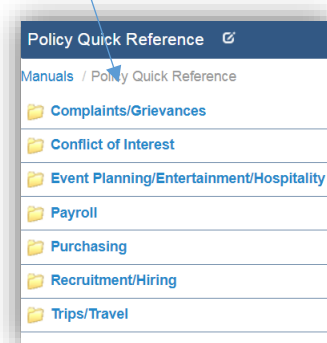 Policy Quick Reference
Manuals / Policy Quick Reference
Complaints/Grievances
Conflict of Interest
Event Planning/Entertainment/Hospitality
Payroll
Purchasing
Recruitment/Hiring
Trips/Travel